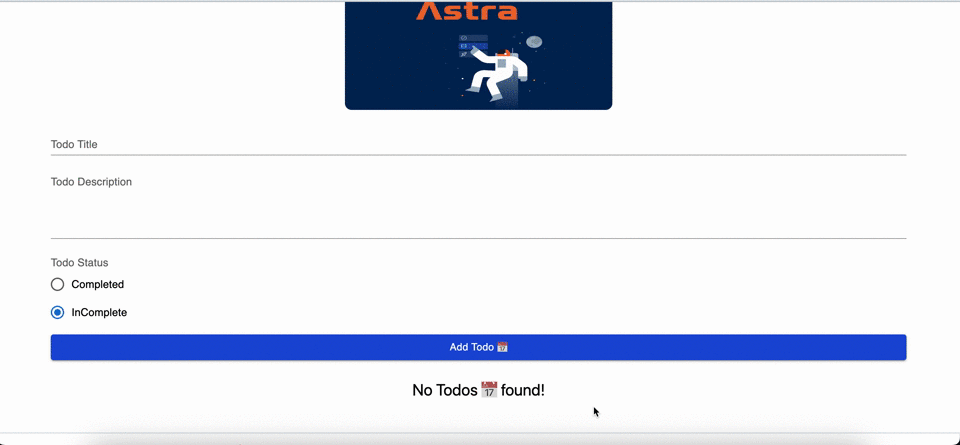 Astra
Todo Title
Todo Description
Todo Status
Completed
InComplete
Add Todo 📅
No Todos 📅 found!